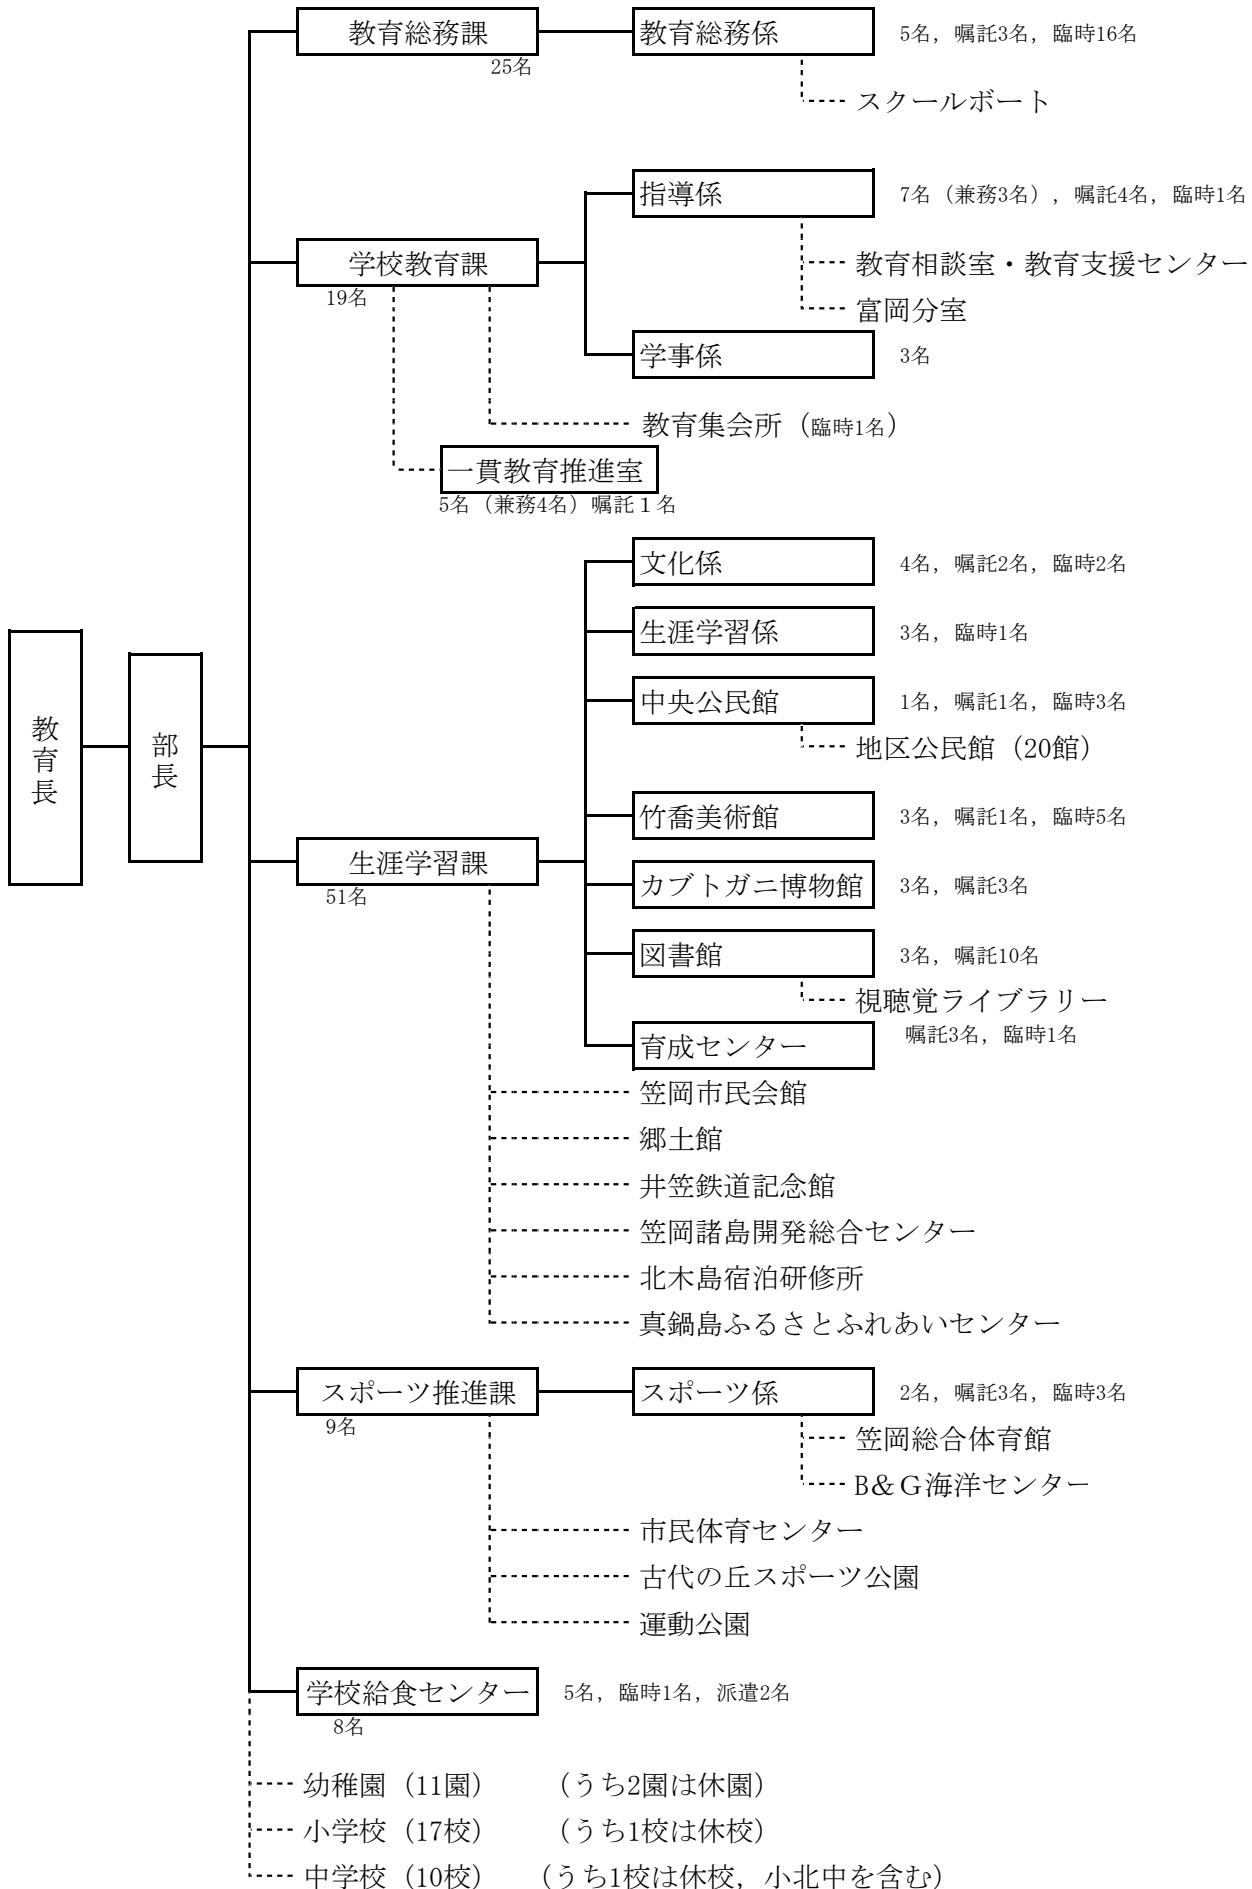 教育総務課
25名
教育総務係
5名，嘱託3名，臨時16名
スクールボート
学校教育課
19名
指導係
7名（兼務3名），嘱託4名，臨時1名
教育相談室・教育支援センター
富岡分室
学事係
3名
教育集会所（臨時1名）
一貫教育推進室
5名（兼務4名）嘱託１名
教育長
部長
生涯学習課
51名
文化係
4名，嘱託2名，臨時2名
生涯学習係
3名，臨時1名
中央公民館
1名，嘱託1名，臨時3名
地区公民館（20館）
竹喬美術館
3名，嘱託1名，臨時5名
カブトガニ博物館
3名，嘱託3名
図書館
3名，嘱託10名
視聴覚ライブラリー
育成センター
嘱託3名，臨時1名
笠岡市民会館
郷土館
井笠鉄道記念館
笠岡諸島開発総合センター
北木島宿泊研修所
真鍋島ふるさとふれあいセンター
スポーツ推進課
9名
スポーツ係
2名，嘱託3名，臨時3名
笠岡総合体育館
B＆Ｇ海洋センター
市民体育センター
古代の丘スポーツ公園
運動公園
学校給食センター
8名
5名，臨時1名，派遣2名
幼稚園（11園）　（うち2園は休園）
小学校（17校）　（うち1校は休校）
中学校（10校）　（うち1校は休校，小北中を含む）